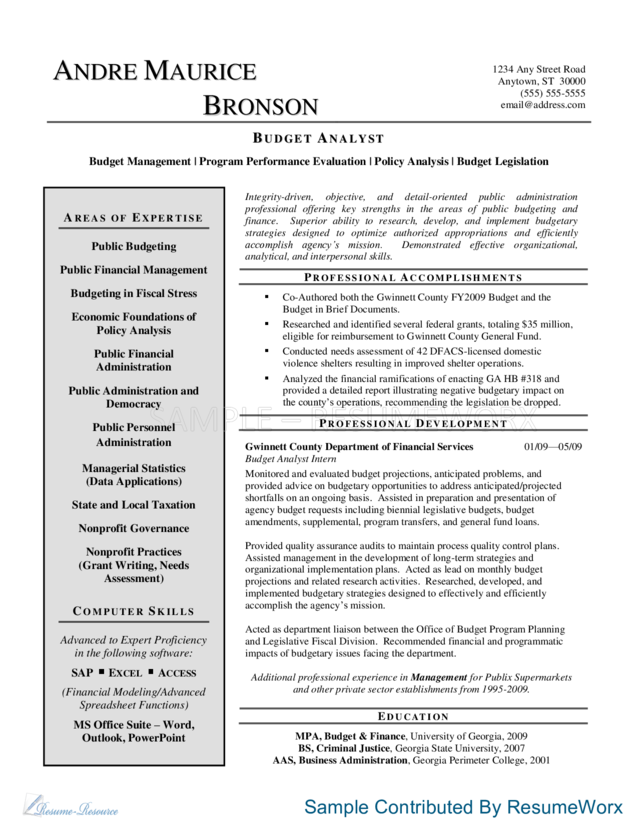 ANDRE MAURICE
BRONSON
1234 Any Street Road
Anytown, ST  30000
(555) 555-5555
email@address.com
BUDGET ANALYST
Budget Management | Program Performance Evaluation | Policy Analysis | Budget Legislation
AREAS OF EXPERTISE
Public Budgeting
Public Financial Management
Budgeting in Fiscal Stress
Economic Foundations of
Policy Analysis
Public Financial
Administration
Public Administration and
Democracy
Public Personnel
Administration
Managerial Statistics
(Data Applications)
State and Local Taxation
Nonprofit Governance
Nonprofit Practices
(Grant Writing, Needs
Assessment)
COMPUTER SKILLS
Advanced to Expert Proficiency
in the following software:
SAP ▪ EXCEL ▪ ACCESS
(Financial Modeling/Advanced
Spreadsheet Functions)
MS Office Suite – Word,
Outlook, PowerPoint
Integrity-driven, objective, and detail-oriented public administration
professional offering key strengths in the areas of public budgeting and
finance. Superior ability to research, develop, and implement budgetary
strategies designed to optimize authorized appropriations and efficiently
accomplish agency's mission. Demonstrated effective organizational,
analytical, and interpersonal skills.
PROFESSIONAL ACCOMPLISHMENTS
▪ Co-Authored both the Gwinnett County FY2009 Budget and the
Budget in Brief Documents.
▪ Researched and identified several federal grants, totaling $35 million,
eligible for reimbursement to Gwinnett County General Fund.
▪ Conducted needs assessment of 42 DFACS-licensed domestic
violence shelters resulting in improved shelter operations.
▪ Analyzed the financial ramifications of enacting GA HB #318 and
provided a detailed report illustrating negative budgetary impact on
the county's operations, recommending the legislation be dropped.
SAMPLE – RESUMEWORX
PROFESSIONAL DEVELOPMENT
Gwinnett County Department of Financial Services 01/09—05/09
Budget Analyst Intern
Monitored and evaluated budget projections, anticipated problems, and
provided advice on budgetary opportunities to address anticipated/projected
shortfalls on an ongoing basis. Assisted in preparation and presentation of
agency budget requests including biennial legislative budgets, budget
amendments, supplemental, program transfers, and general fund loans.
Provided quality assurance audits to maintain process quality control plans.
Assisted management in the development of long-term strategies and
organizational implementation plans. Acted as lead on monthly budget
projections and related research activities. Researched, developed, and
implemented budgetary strategies designed to effectively and efficiently
accomplish the agency's mission.
Acted as department liaison between the Office of Budget Program Planning
and Legislative Fiscal Division. Recommended financial and programmatic
impacts of budgetary issues facing the department.
Additional professional experience in Management for Publix Supermarkets
and other private sector establishments from 1995-2009.
EDUCATION
MPA, Budget & Finance, University of Georgia, 2009
BS, Criminal Justice, Georgia State University, 2007
AAS, Business Administration, Georgia Perimeter College, 2001
Resume-Resource
Sample Contributed By ResumeWorx